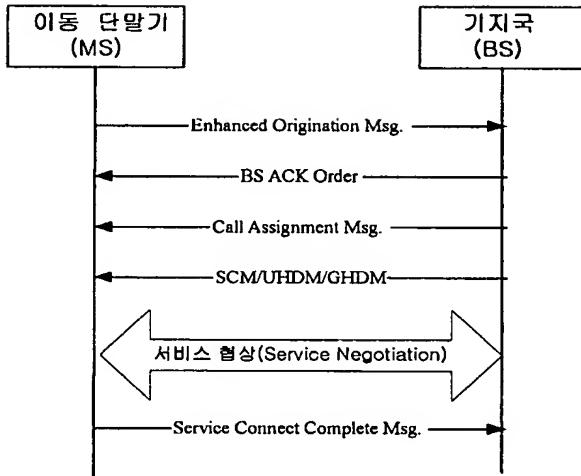 이동 단말기
(MS)
기지국
(BS)
Enhanced Origination Msg.
BS ACK Order
Call Assignment Msg.
SCM/UHDM/GHDM
서비스 협상(Service Negotiation)
Service Connect Complete Msg.